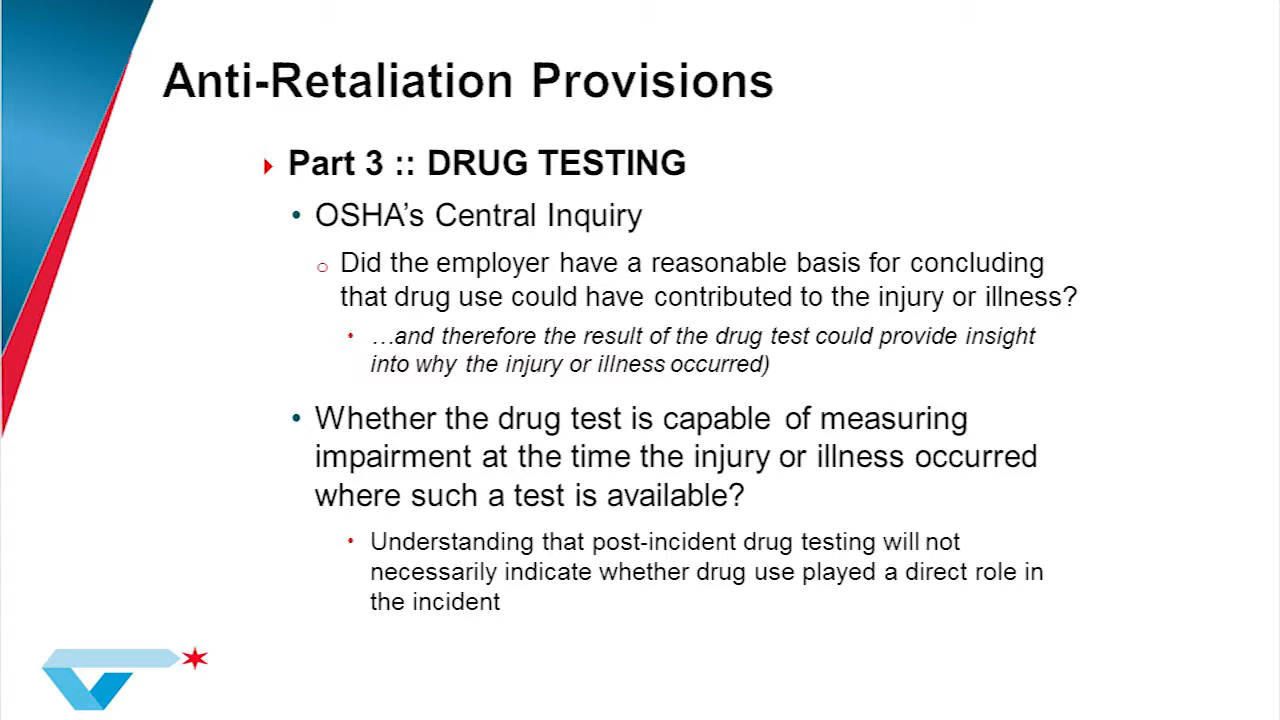 Anti-Retaliation Provisions
Part 3 :: DRUG TESTING
• OSHA’s Central Inquiry
Did the employer have a reasonable basis for concluding
that drug use could have contributed to the injury or illness?
• …and therefore the result of the drug test could provide insight
into why the injury or illness occurred)
• Whether the drug test is capable of measuring
impairment at the time the injury or illness occurred
where such a test is available?
• Understanding that post-incident drug testing will not
necessarily indicate whether drug use played a direct role in
the incident